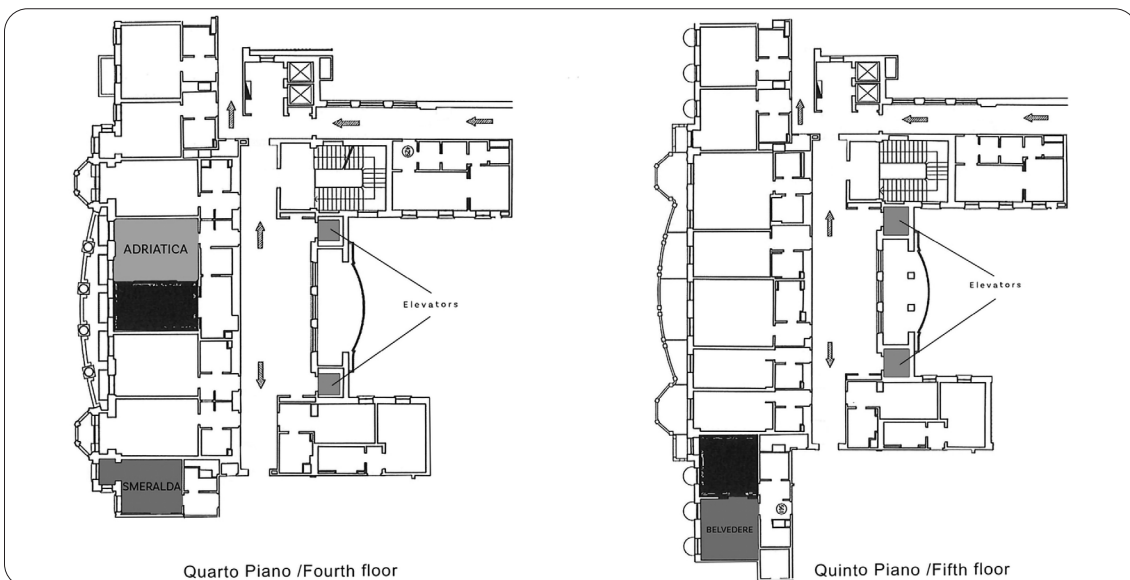 ADRIATICA
Elevators
SMERALDA
Quarto Piano /Fourth floor
Elevators
BELVEDERE
Quinto Piano /Fifth floor